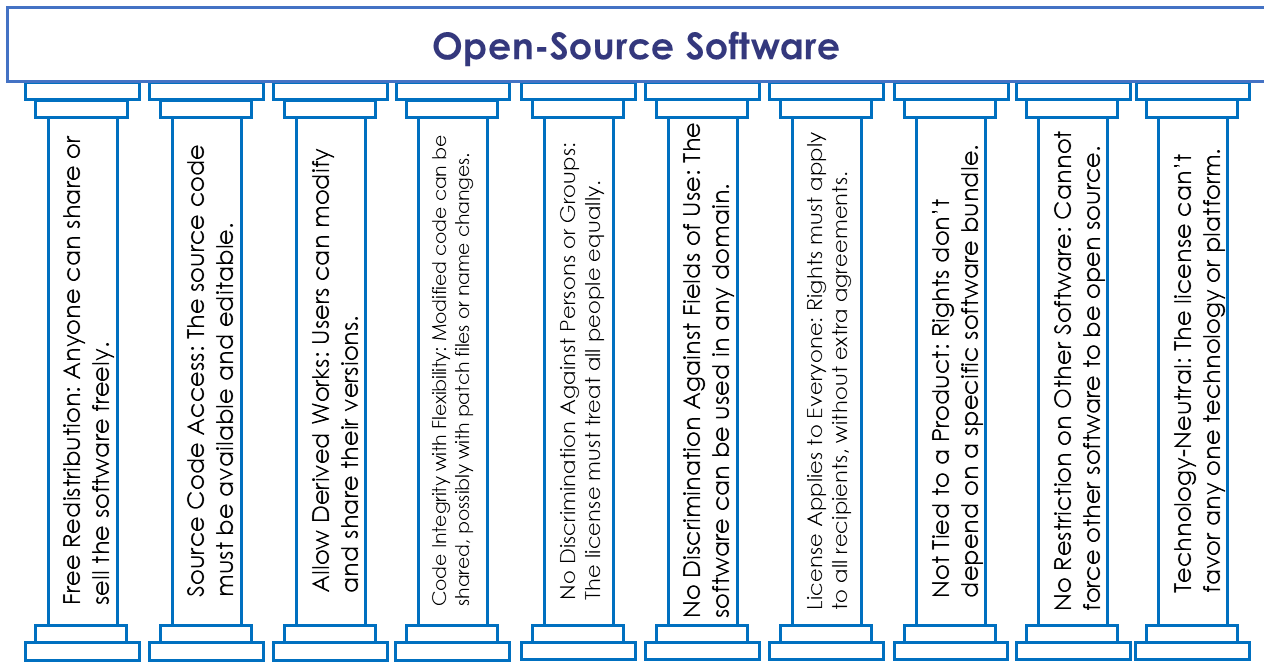 Open-Source Software
Free Redistribution: Anyone can share or
sell the software freely.
Source Code Access: The source code
must be available and editable.
Allow Derived Works: Users can modify
and share their versions.
Code Integrity with Flexibility: Modified code can be
shared, possibly with patch files or name changes.
No Discrimination Against Persons or Groups:
The license must treat all people equally.
No Discrimination Against Fields of Use: The
software can be used in any domain.
License Applies to Everyone: Rights must apply
to all recipients, without extra agreements.
Not Tied to a Product: Rights don't
depend on a specific software bundle.
No Restriction on Other Software: Cannot
force other software to be open source.
Technology-Neutral: The license can't
favor any one technology or platform.